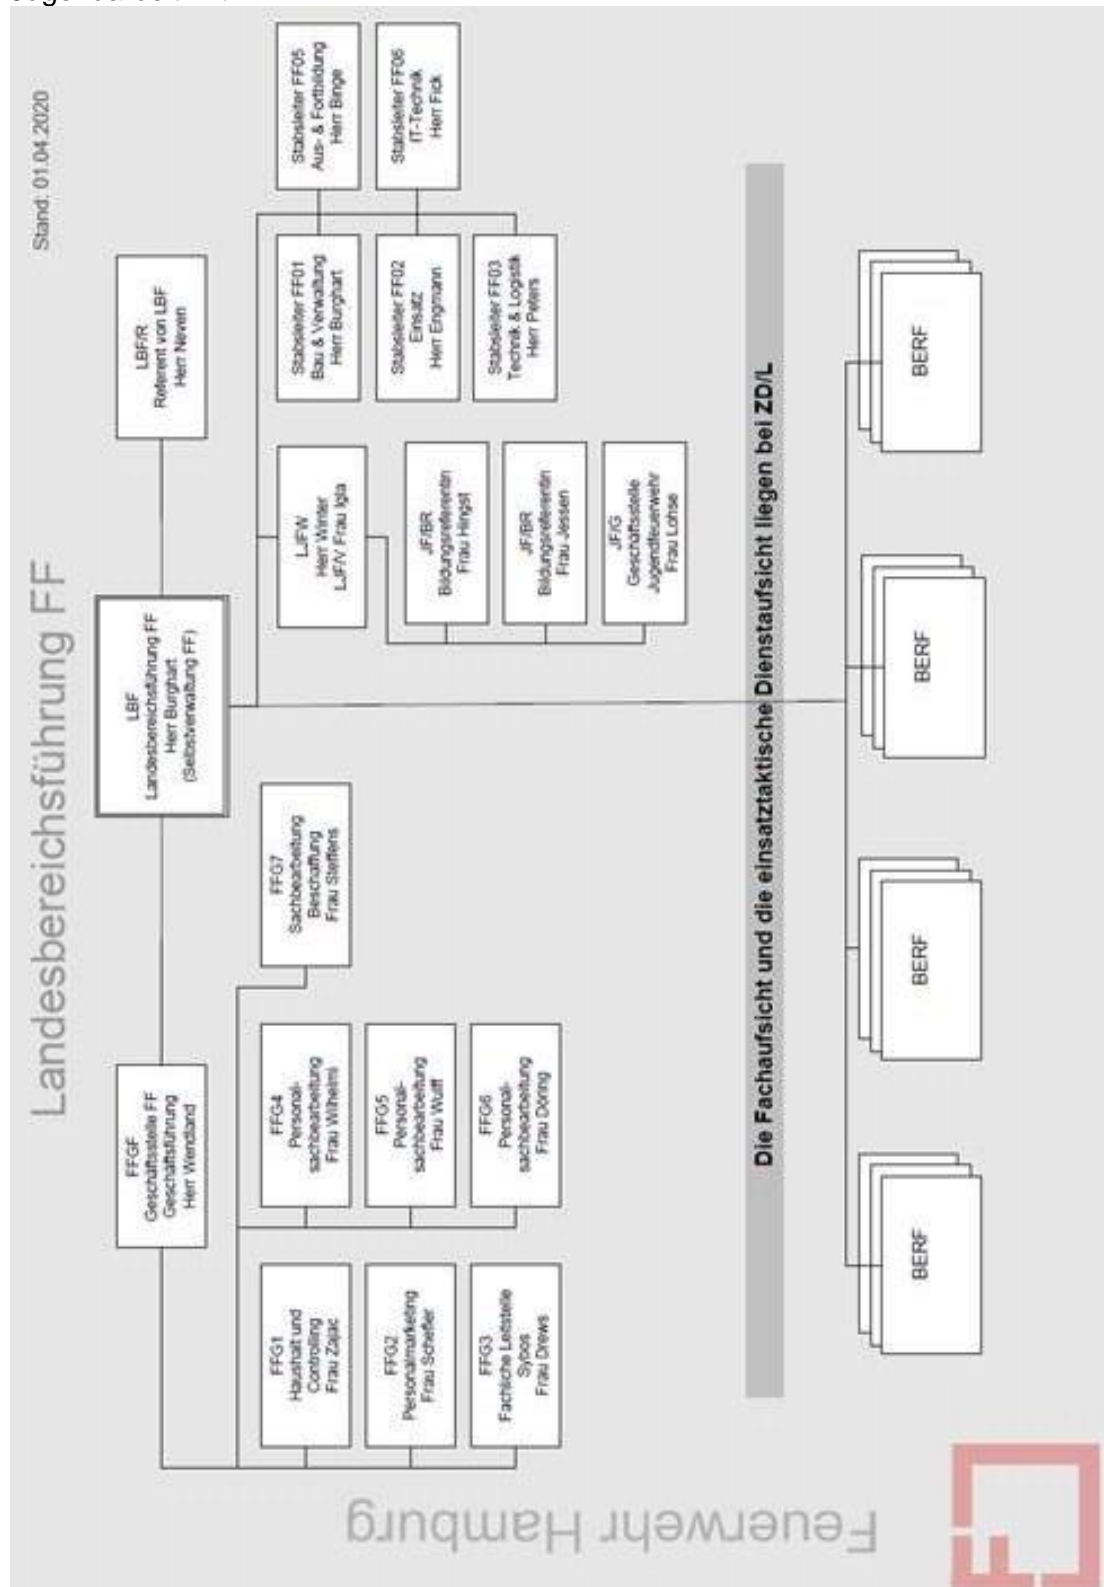 Landesbereichsführung FF
Stand: 01.04.2020
LBF
Landesbereichsführung FF
Herr Burghart
(Selbstverwaltung FF)
FFGF
Geschäftsstelle FF
Geschäftsführung
Herr Wendland
LBF/R
Referent von LBF
Herr Neven
FFG1
Haushalt und
Controlling
Frau Zajac
FFG2
Personalmarketing
Frau Schefler
FFG3
Fachliche Leitstelle
Sybos
Frau Drews
FFG4
Personal-
sachbearbeitung
Frau Wilhelmi
FFG5
Personal-
sachbearbeitung
Frau Wulff
FFG6
Personal-
sachbearbeitung
Frau Döring
FFG7
Sachbearbeitung
Beschaffung
Frau Steffens
LJFW
Herr Winter
LJF/V Frau Igla
JF/BR
Bildungsreferentin
Frau Hingst
JF/BR
Bildungsreferentin
Frau Jessen
JF/G
Geschäftsstelle
Jugendfeuerwehr
Frau Lohse
Stabsleiter FF01
Bau & Verwaltung
Herr Burghart
Stabsleiter FF02
Einsatz
Herr Engmann
Stabsleiter FF03
Technik & Logistik
Herr Peters
Stabsleiter FF05
Aus- & Fortbildung
Herr Binge
Stabsleiter FF06
IT-Technik
Herr Fick
Die Fachaufsicht und die einsatztaktische Dienstaufsicht liegen bei ZD/L
BERF
BERF
BERF
BERF
Feuerwehr Hamburg